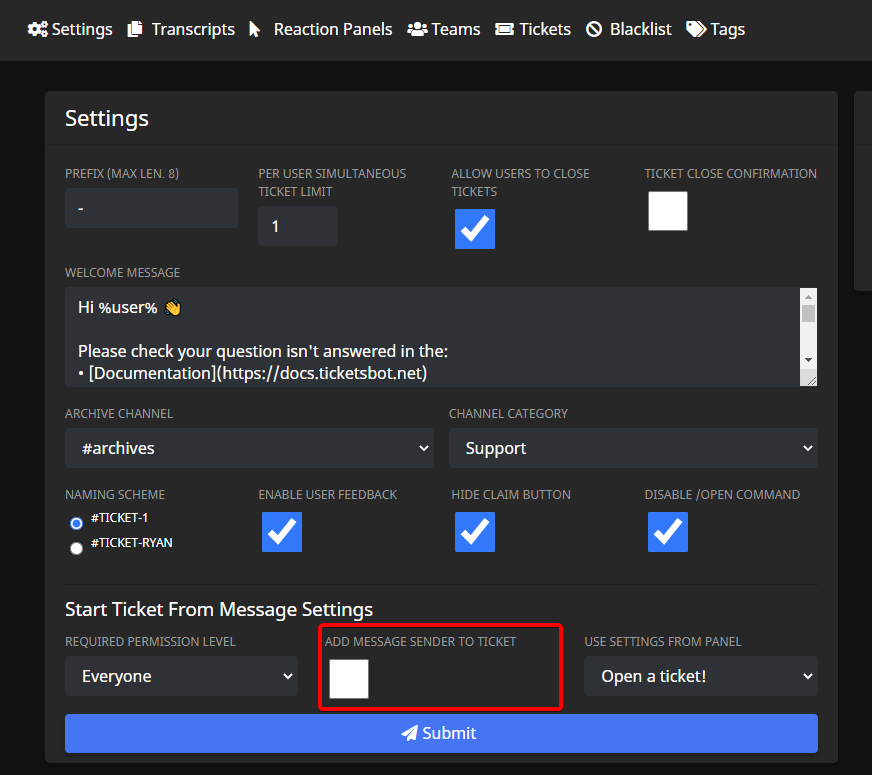 Settings Transcripts Reaction Panels Teams Tickets Blacklist Tags
Settings
PREFIX (MAX LEN. 8)
-
PER USER SIMULTANEOUS
TICKET LIMIT
1
ALLOW USERS TO CLOSE
TICKETS
TICKET CLOSE CONFIRMATION
WELCOME MESSAGE
Hi %user% 👋
Please check your question isn't answered in the:
• [Documentation](https://docs.ticketsbot.net)
ARCHIVE CHANNEL
#archives
CHANNEL CATEGORY
Support
NAMING SCHEME
#TICKET-1
#TICKET-RYAN
ENABLE USER FEEDBACK
HIDE CLAIM BUTTON
DISABLE /OPEN COMMAND
Start Ticket From Message Settings
REQUIRED PERMISSION LEVEL
Everyone
ADD MESSAGE SENDER TO TICKET
USE SETTINGS FROM PANEL
Open a ticket!
Submit